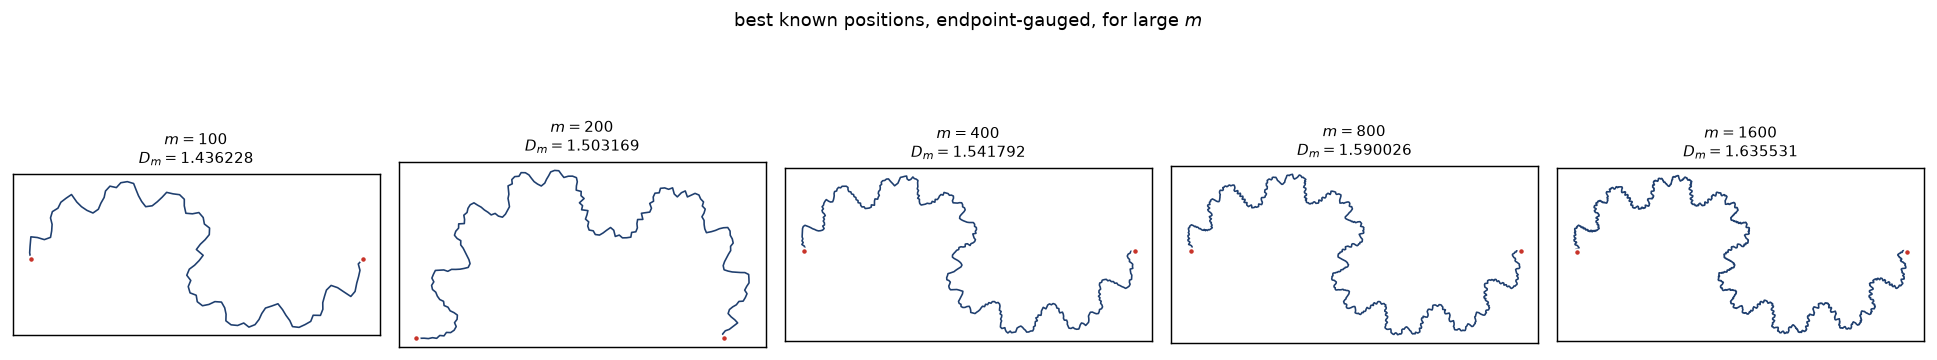 best known positions, endpoint-gauged, for large m
m = 100
D_m = 1.436228
m = 200
D_m = 1.503169
m = 400
D_m = 1.541792
m = 800
D_m = 1.590026
m = 1600
D_m = 1.635531